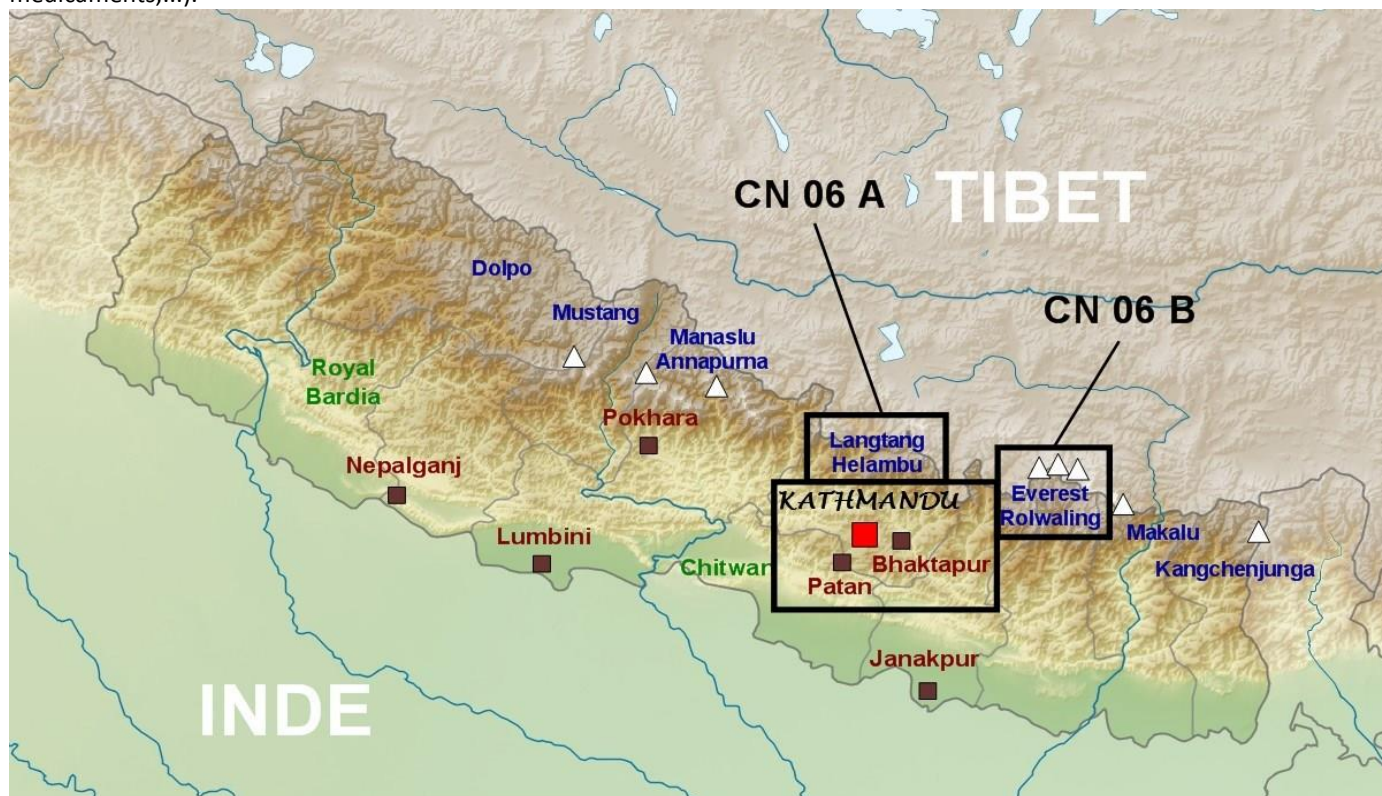 CN 06 A
TIBET
Dolpo
CN 06 B
Mustang
Manaslu
Annapurna
Royal
Bardia
Pokhara
Langtang
Helambu
Nepalganj
KATHMANDU
Everest
Rolwaling
Lumbini
Makalu
Chitwan
Bhaktapur
Kangchenjunga
Patan
Janakpur
INDE